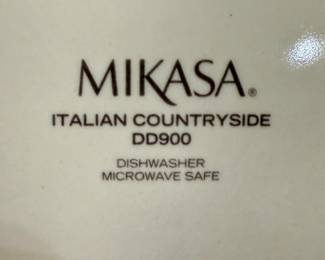 MIKASA®
ITALIAN COUNTRYSIDE
DD900
DISHWASHER
MICROWAVE SAFE